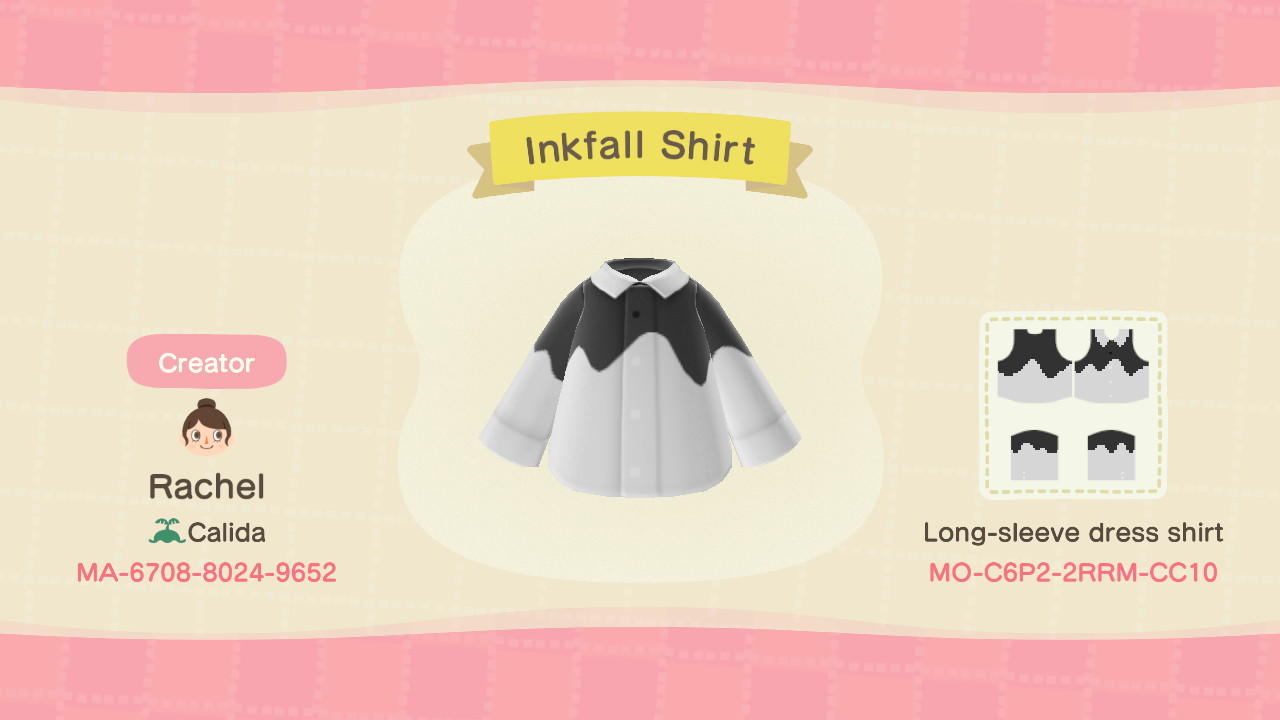 Inkfall Shirt
Creator
Rachel
Calida
MA-6708-8024-9652
Long-sleeve dress shirt
MO-C6P2-2RRM-CC10